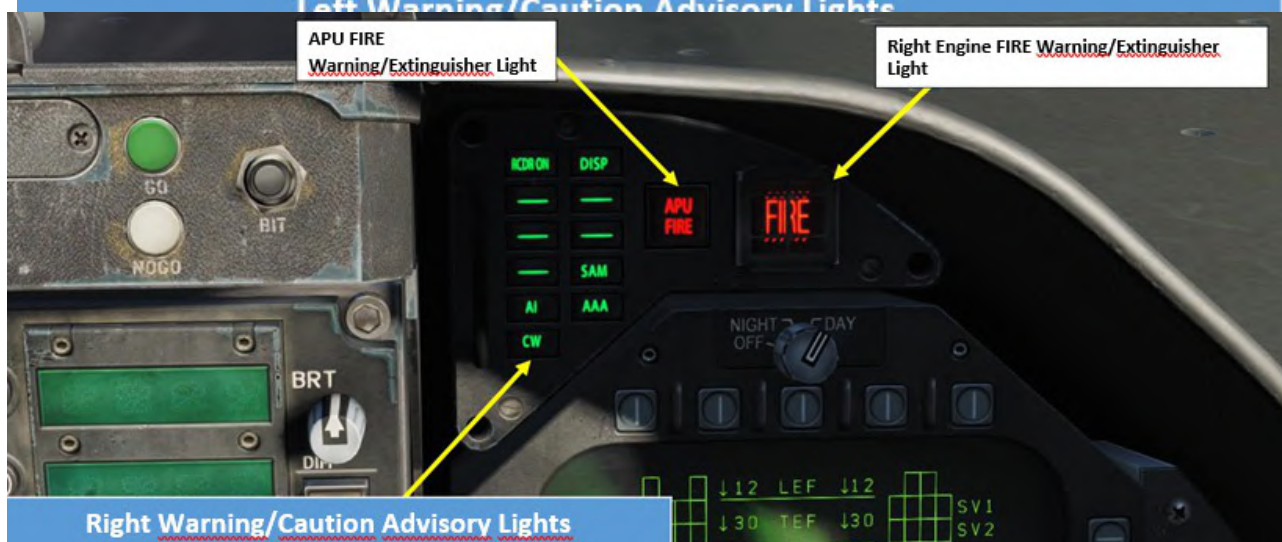 Left Warning/Caution Advisory Lights
APU FIRE
Warning/Extinguisher Light
Right Engine FIRE Warning/Extinguisher
Light
GO
NOGO
BIT
RCDR ON
DISP
SAM
AI
AAA
CW
APU
FIRE
FIRE
NIGHT
DAY
OFF
BRT
DIM
↓12 LEF ↓12
↓30 TEF ↓30
SV1
SV2
Right Warning/Caution Advisory Lights